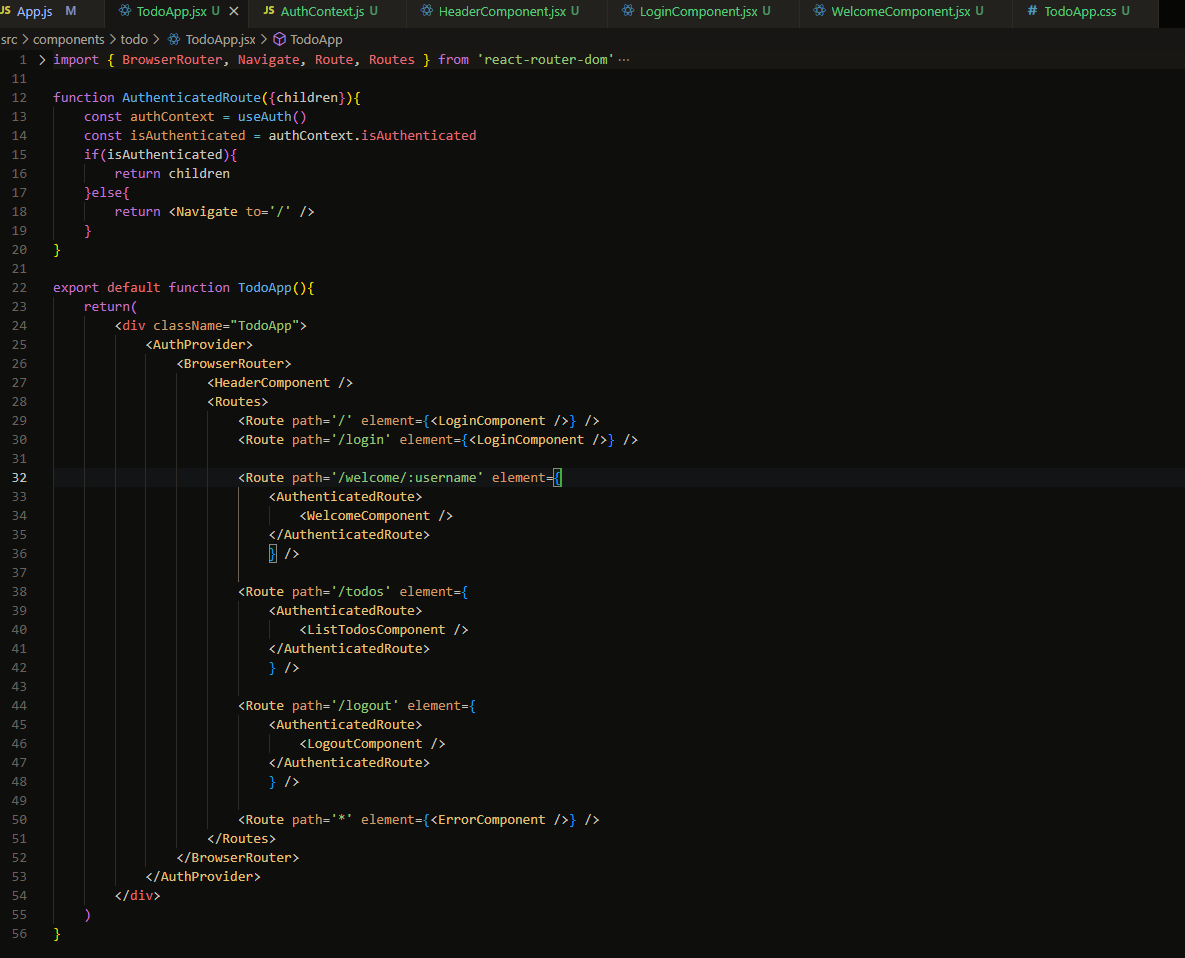 JS App.js M TodoApp.jsx U JS AuthContext.js U HeaderComponent.jsx U LoginComponent.jsx U WelcomeComponent.jsx U # TodoApp.css U
src > components > todo > TodoApp.jsx > TodoApp
1 > import { BrowserRouter, Navigate, Route, Routes } from 'react-router-dom' ···
11
12 function AuthenticatedRoute({children}){
13     const authContext = useAuth()
14     const isAuthenticated = authContext.isAuthenticated
15     if(isAuthenticated){
16         return children
17     }else{
18         return <Navigate to='/' />
19     }
20 }
21
22 export default function TodoApp(){
23     return(
24         <div className="TodoApp">
25             <AuthProvider>
26                 <BrowserRouter>
27                     <HeaderComponent />
28                     <Routes>
29                         <Route path='/' element={<LoginComponent />} />
30                         <Route path='/login' element={<LoginComponent />} />
31
32                         <Route path='/welcome/:username' element={
33                             <AuthenticatedRoute>
34                                 <WelcomeComponent />
35                             </AuthenticatedRoute>
36                             } />
37
38                         <Route path='/todos' element={
39                             <AuthenticatedRoute>
40                                 <ListTodosComponent />
41                             </AuthenticatedRoute>
42                             } />
43
44                         <Route path='/logout' element={
45                             <AuthenticatedRoute>
46                                 <LogoutComponent />
47                             </AuthenticatedRoute>
48                             } />
49
50                         <Route path='*' element={<ErrorComponent />} />
51                     </Routes>
52                 </BrowserRouter>
53             </AuthProvider>
54         </div>
55     )
56 }